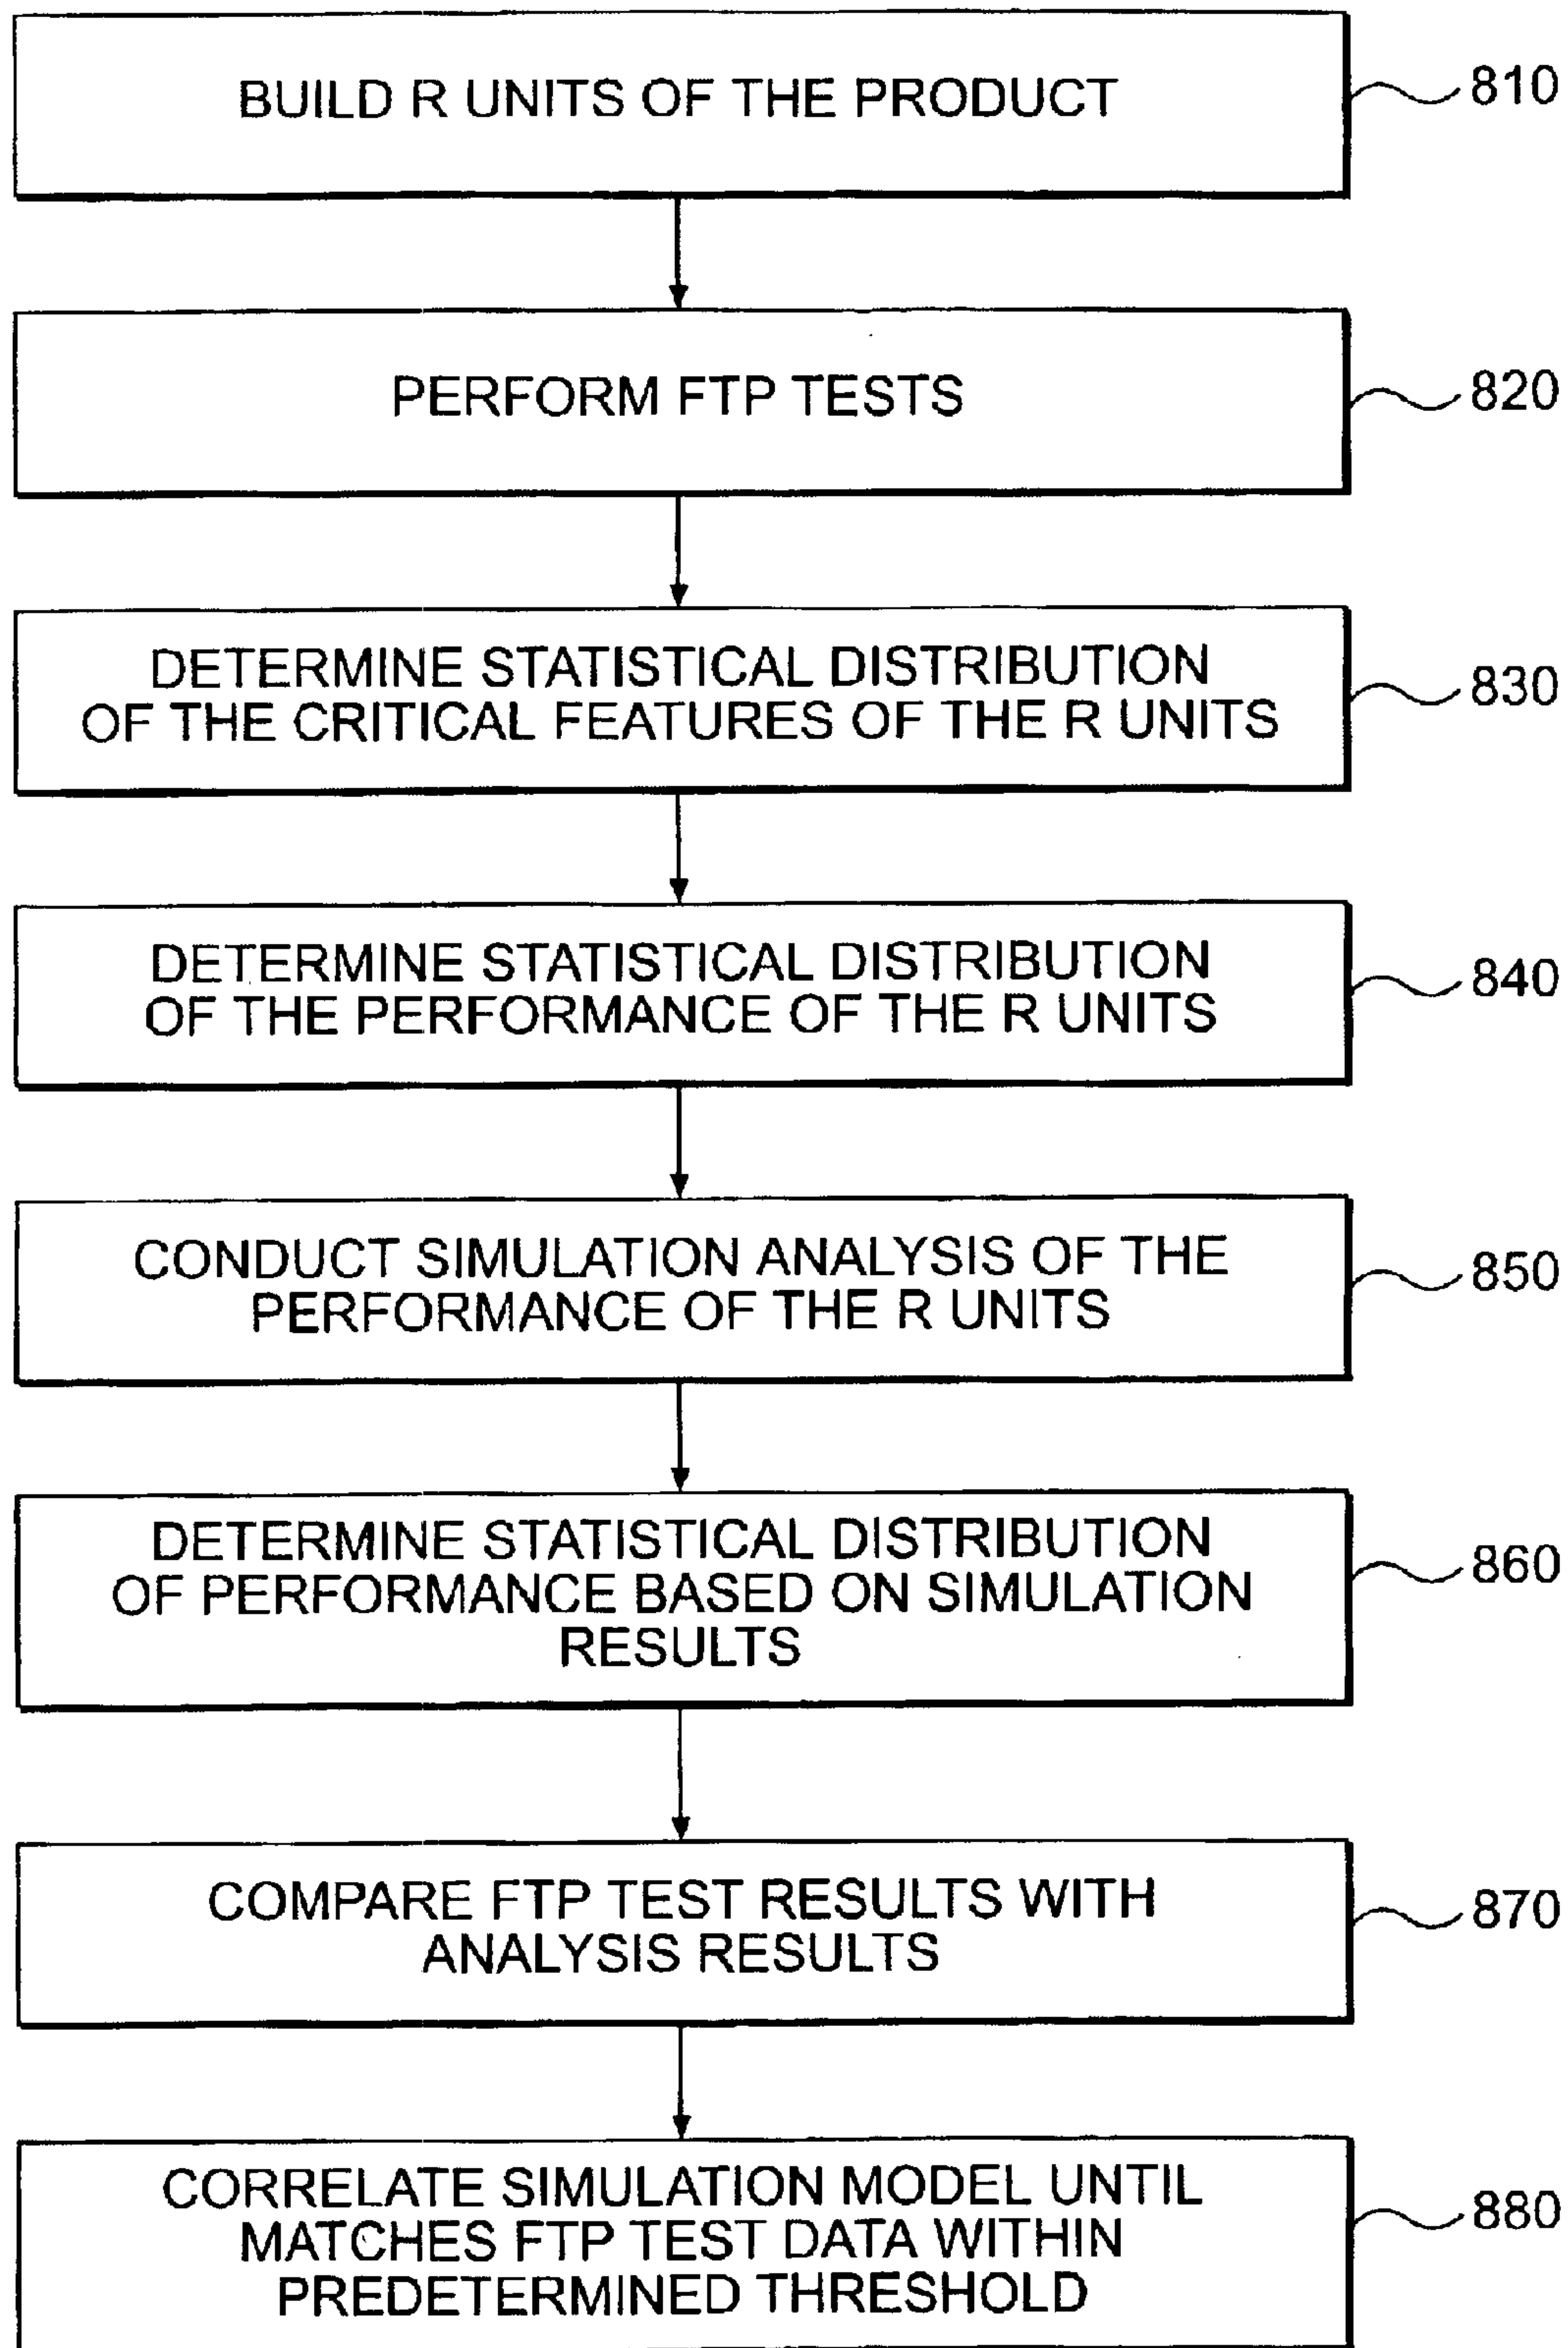 BUILD R UNITS OF THE PRODUCT
810
PERFORM FTP TESTS
820
DETERMINE STATISTICAL DISTRIBUTION
OF THE CRITICAL FEATURES OF THE R UNITS
830
DETERMINE STATISTICAL DISTRIBUTION
OF THE PERFORMANCE OF THE R UNITS
840
CONDUCT SIMULATION ANALYSIS OF THE
PERFORMANCE OF THE R UNITS
850
DETERMINE STATISTICAL DISTRIBUTION
OF PERFORMANCE BASED ON SIMULATION
RESULTS
860
COMPARE FTP TEST RESULTS WITH
ANALYSIS RESULTS
870
CORRELATE SIMULATION MODEL UNTIL
MATCHES FTP TEST DATA WITHIN
PREDETERMINED THRESHOLD
880